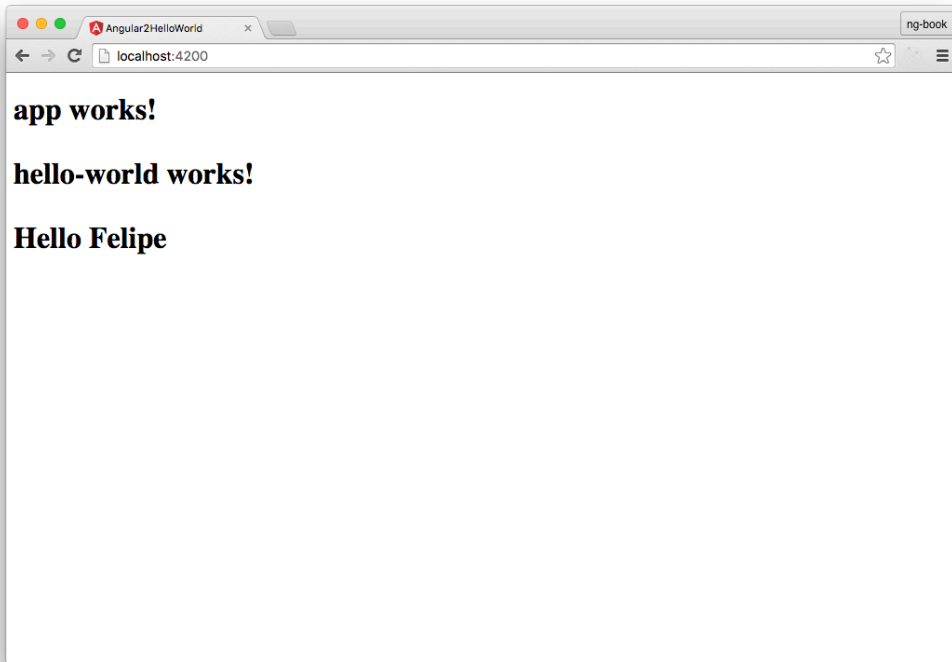 Angular2HelloWorld
ng-book
localhost:4200
app works!
hello-world works!
Hello Felipe